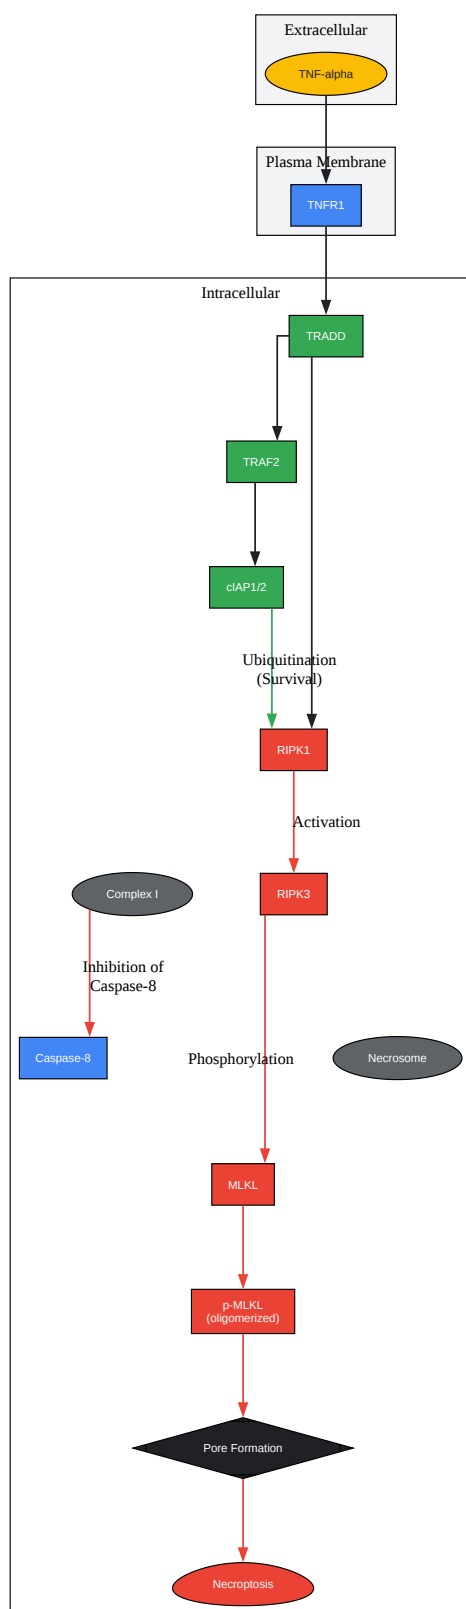 Extracellular
TNF-alpha
Plasma Membrane
TNFR1
Intracellular
TRADD
TRAF2
cIAP1/2
Ubiquitination
(Survival)
RIPK1
Activation
Complex I
RIPK3
Inhibition of
Caspase-8
Caspase-8
Phosphorylation
Necrosome
MLKL
p-MLKL
(oligomerized)
Pore Formation
Necroptosis